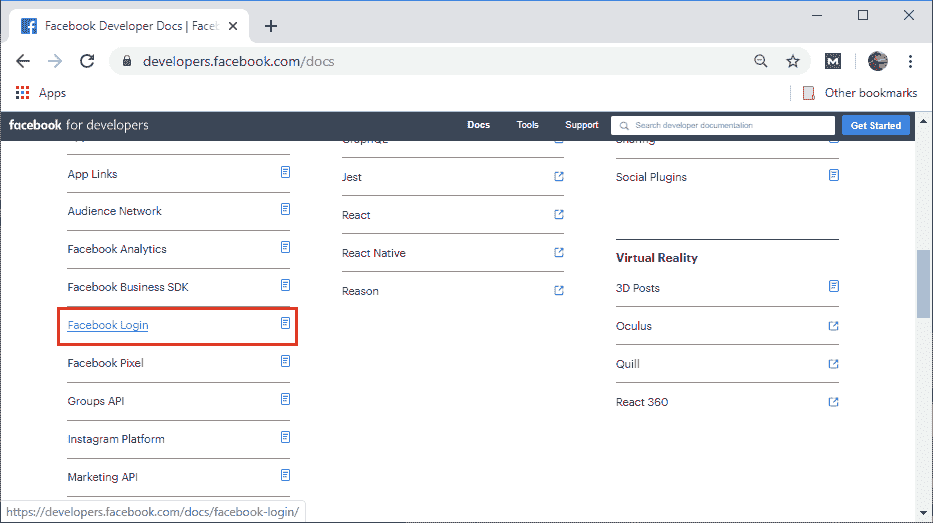 Facebook Developer Docs | Faceb
developers.facebook.com/docs
Apps
Other bookmarks
facebook for developers
Docs
Tools
Support
Search developer documentation
Get Started
App Links
Audience Network
Facebook Analytics
Facebook Business SDK
Facebook Login
Facebook Pixel
Groups API
Instagram Platform
Marketing API
GraphQL
Jest
React
React Native
Reason
Sharing
Social Plugins
Virtual Reality
3D Posts
Oculus
Quill
React 360
https://developers.facebook.com/docs/facebook-login/